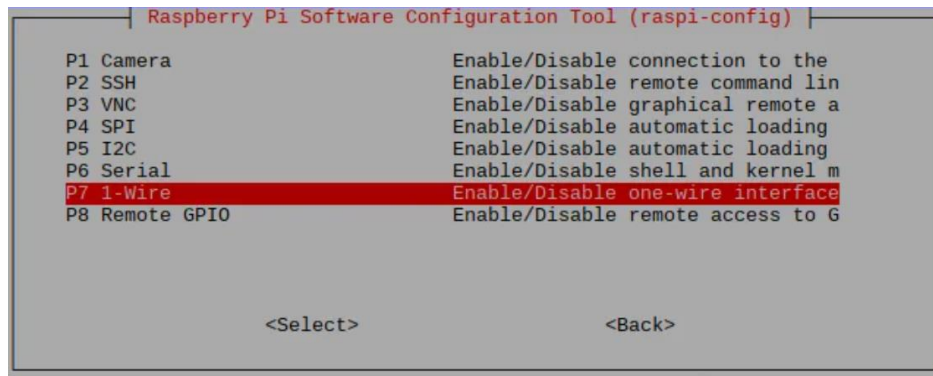 Raspberry Pi Software Configuration Tool (raspi-config)
P1 Camera Enable/Disable connection to the
P2 SSH Enable/Disable remote command lin
P3 VNC Enable/Disable graphical remote a
P4 SPI Enable/Disable automatic loading
P5 I2C Enable/Disable automatic loading
P6 Serial Enable/Disable shell and kernel m
P7 1-Wire Enable/Disable one-wire interface
P8 Remote GPIO Enable/Disable remote access to G
<Select> <Back>